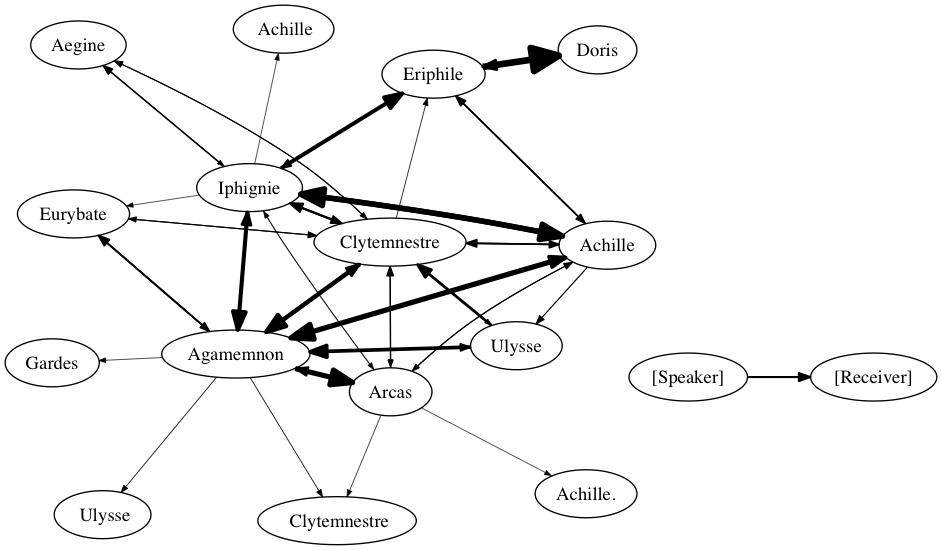 Achille
Aegine
Doris
Eriphile
Iphignie
Eurybate
Clytemnestre
Achille
Ulysse
Agamemnon
Gardes
Arcas
[Speaker]
[Receiver]
Achille.
Ulysse
Clytemnestre